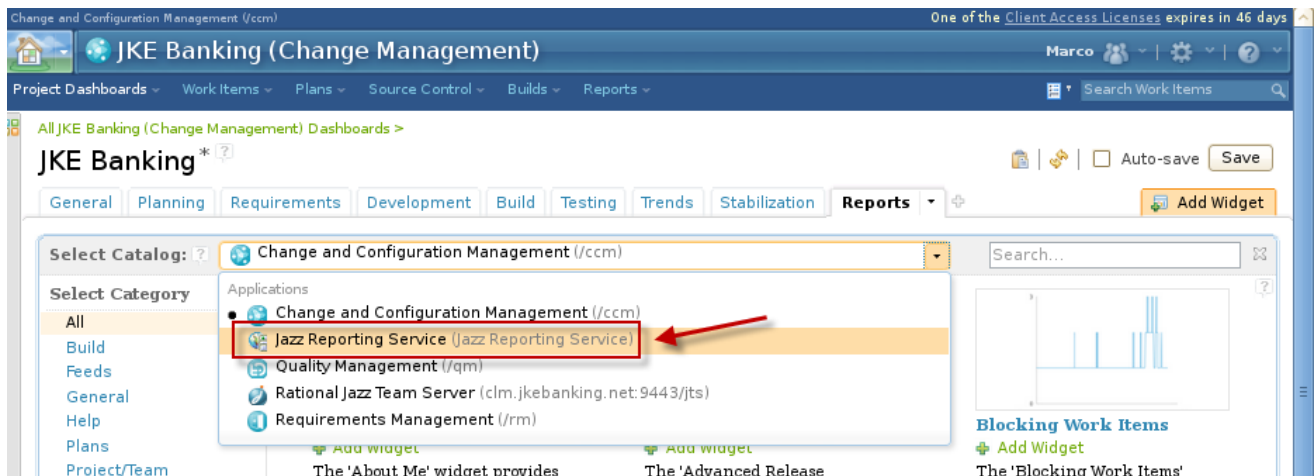 Change and Configuration Management (/ccm)
One of the Client Access Licenses expires in 46 days
JKE Banking (Change Management)
Marco
Project Dashboards Work Items Plans Source Control Builds Reports
Search Work Items
All JKE Banking (Change Management) Dashboards >
JKE Banking* ?
Auto-save Save
General Planning Requirements Development Build Testing Trends Stabilization Reports
Add Widget
Select Catalog: ? Change and Configuration Management (/ccm)
Search...
Select Category
Applications
All
Change and Configuration Management (/ccm)
Build
Jazz Reporting Service (Jazz Reporting Service)
Feeds
Quality Management (/qm)
General
Rational Jazz Team Server (clm.jkebanking.net:9443/jts)
Help
Requirements Management (/rm)
Blocking Work Items
Plans
Add Widget Add Widget Add Widget
Project/Team
The 'About Me' widget provides
The 'Advanced Release
The 'Blocking Work Items'